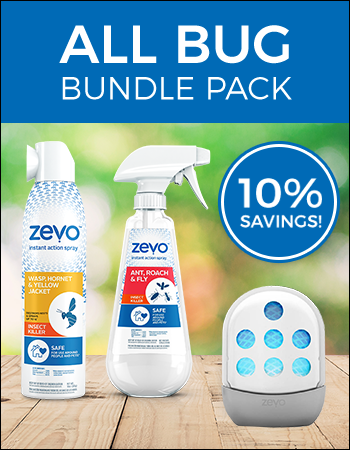 ALL BUG
BUNDLE PACK
10%
SAVINGS!
zevo
instant action spray
WASP, HORNET
& YELLOW
JACKET
INSECT
KILLER
SAFE
FOR USE AROUND
PEOPLE AND PETS
zevo
instant action spray
ANT, ROACH
& FLY
INSECT
KILLER
SAFE
ZEVO